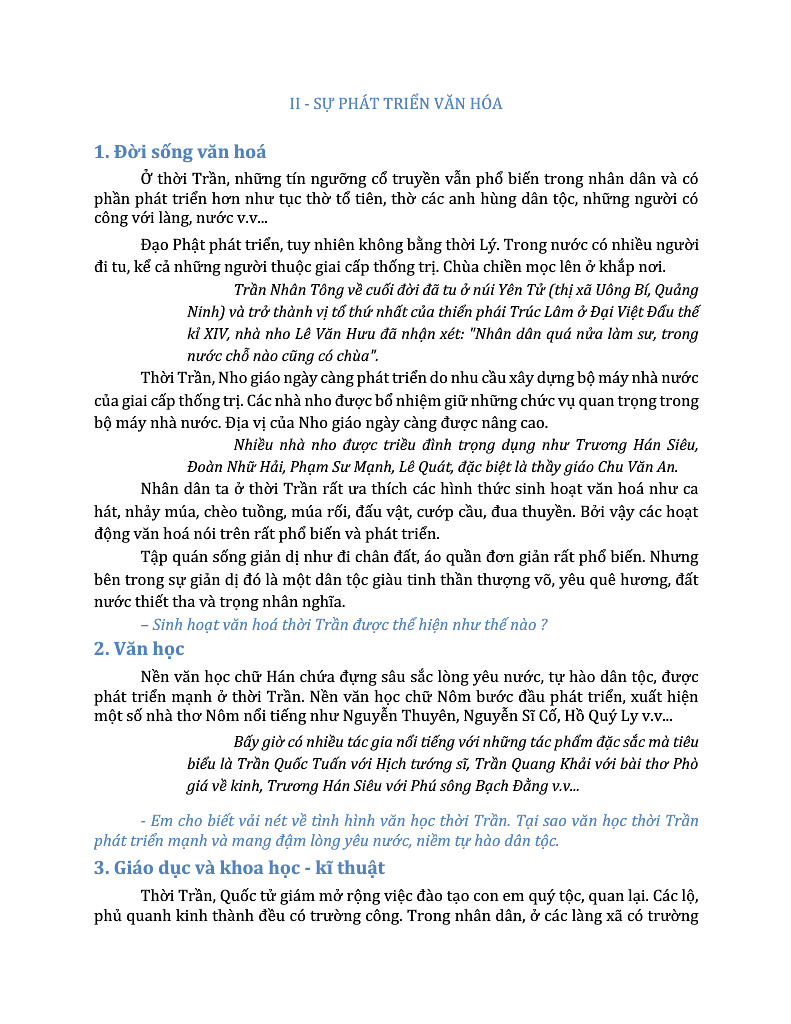 II - SỰ PHÁT TRIỂN VĂN HÓA
1. Đời sống văn hoá
Ở thời Trần, những tín ngưỡng cổ truyền vẫn phổ biến trong nhân dân và có
phần phát triển hơn như tục thờ tổ tiên, thờ các anh hùng dân tộc, những người có
công với làng, nước v.v...
Đạo Phật phát triển, tuy nhiên không bằng thời Lý. Trong nước có nhiều người
đi tu, kể cả những người thuộc giai cấp thống trị. Chùa chiền mọc lên ở khắp nơi.
Trần Nhân Tông về cuối đời đã tu ở núi Yên Tử (thị xã Uông Bí, Quảng
Ninh) và trở thành vị tổ thứ nhất của thiền phái Trúc Lâm ở Đại Việt Đẩu thế
kỉ XIV, nhà nho Lê Văn Hưu đã nhận xét: "Nhân dân quá nửa làm sư, trong
nước chỗ nào cũng có chùa".
Thời Trần, Nho giáo ngày càng phát triển do nhu cầu xây dựng bộ máy nhà nước
của giai cấp thống trị. Các nhà nho được bổ nhiệm giữ những chức vụ quan trọng trong
bộ máy nhà nước. Địa vị của Nho giáo ngày càng được nâng cao.
Nhiều nhà nho được triều đình trọng dụng như Trương Hán Siêu,
Đoàn Nhữ Hải, Phạm Sư Mạnh, Lê Quát, đặc biệt là thầy giáo Chu Văn An.
Nhân dân ta ở thời Trần rất ưa thích các hình thức sinh hoạt văn hoá như ca
hát, nhảy múa, chèo tuồng, múa rối, đấu vật, cướp cầu, đua thuyền. Bởi vậy các hoạt
động văn hoá nói trên rất phổ biến và phát triển.
Tập quán sống giản dị như đi chân đất, áo quần đơn giản rất phổ biến. Nhưng
bên trong sự giản dị đó là một dân tộc giàu tinh thần thượng võ, yêu quê hương, đất
nước thiết tha và trọng nhân nghĩa.
– Sinh hoạt văn hoá thời Trần được thể hiện như thế nào ?
2. Văn học
Nền văn học chữ Hán chứa đựng sâu sắc lòng yêu nước, tự hào dân tộc, được
phát triển mạnh ở thời Trần. Nền văn học chữ Nôm bước đầu phát triển, xuất hiện
một số nhà thơ Nôm nổi tiếng như Nguyễn Thuyên, Nguyễn Sĩ Cố, Hồ Quý Ly v.v...
Bấy giờ có nhiều tác gia nổi tiếng với những tác phẩm đặc sắc mà tiêu
biểu là Trần Quốc Tuấn với Hịch tướng sĩ, Trần Quang Khải với bài thơ Phò
giá về kinh, Trương Hán Siêu với Phú sông Bạch Đằng v.v...
- Em cho biết vải nét về tình hình văn học thời Trần. Tại sao văn học thời Trần
phát triển mạnh và mang đậm lòng yêu nước, niềm tự hào dân tộc.
3. Giáo dục và khoa học - kĩ thuật
Thời Trần, Quốc tử giám mở rộng việc đào tạo con em quý tộc, quan lại. Các lộ,
phủ quanh kinh thành đều có trường công. Trong nhân dân, ở các làng xã có trường